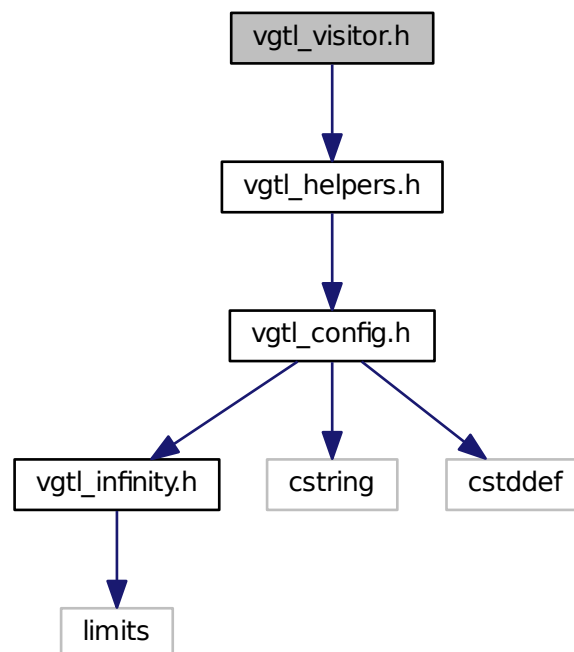 vgtl_visitor.h
vgtl_helpers.h
vgtl_config.h
vgtl_infinity.h
cstring
cstddef
limits